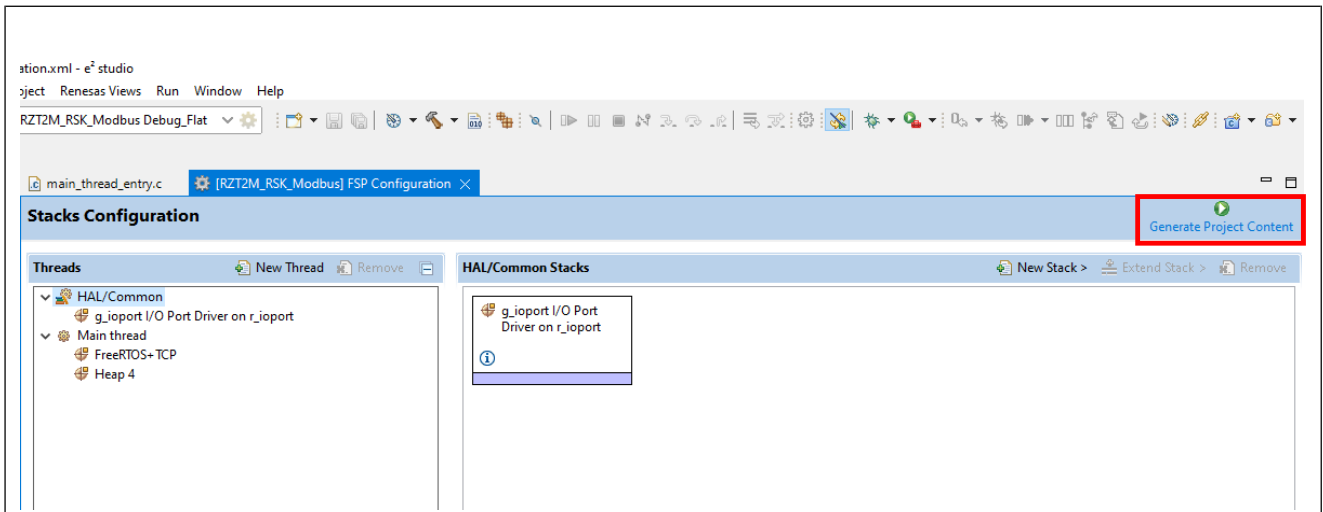 ation.xml - e² studio
oject Renesas Views Run Window Help
RZT2M_RSK_Modbus Debug_Flat
main_thread_entry.c [RZT2M_RSK_Modbus] FSP Configuration
Stacks Configuration
Generate Project Content
Threads New Thread Remove HAL/Common Stacks New Stack > Extend Stack > Remove
HAL/Common
g_ioport I/O Port Driver on r_ioport
Main thread
FreeRTOS+TCP
Heap 4
g_ioport I/O Port
Driver on r_ioport